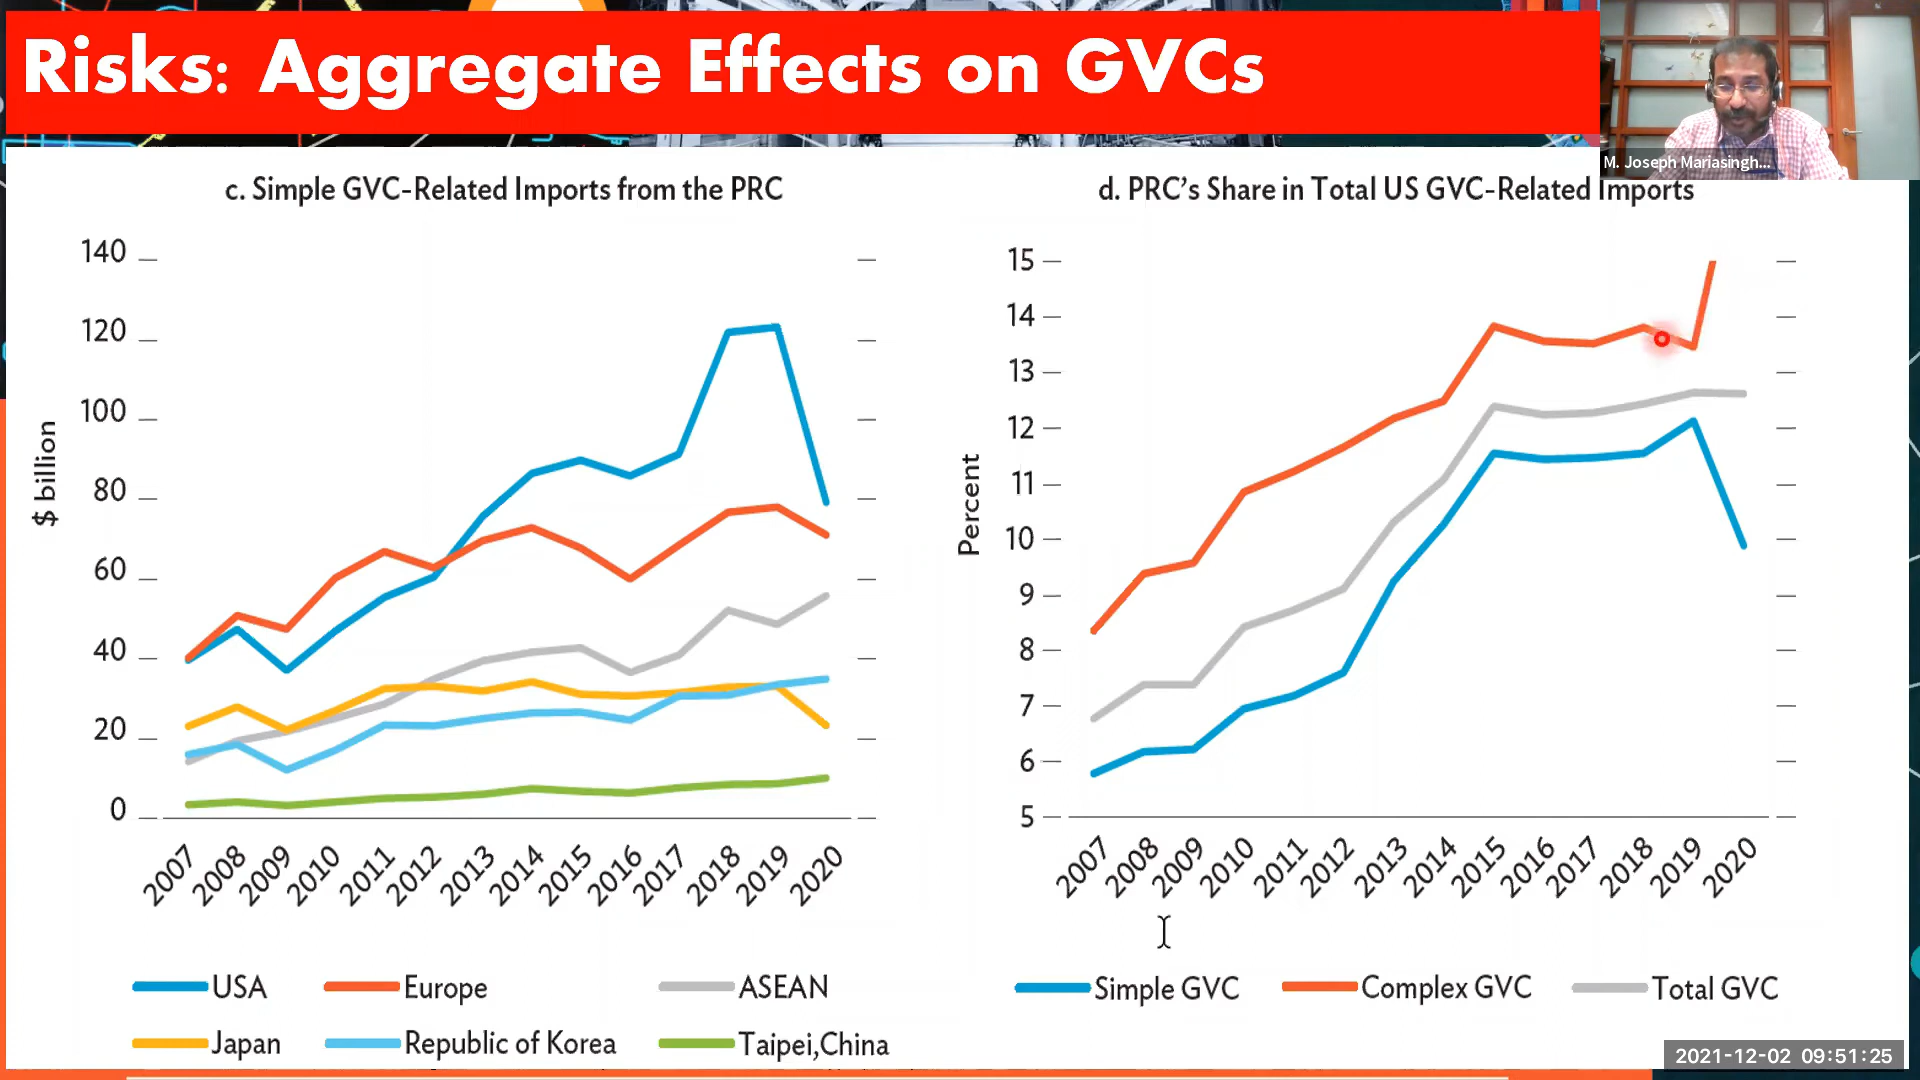 Risks: Aggregate Effects on GVCs
M. Joseph Mariasingh...
c. Simple GVC-Related Imports from the PRC
$ billion
140
120
100
80
60
40
20
0
2007 2008 2009 2010 2011 2012 2013 2014 2015 2016 2017 2018 2019 2020
USA Europe ASEAN
Japan Republic of Korea Taipei,China
d. PRC's Share in Total US GVC-Related Imports
Percent
15
14
13
12
11
10
9
8
7
6
5
2007 2008 2009 2010 2011 2012 2013 2014 2015 2016 2017 2018 2019 2020
Simple GVC Complex GVC Total GVC
2021-12-02 09:51:25